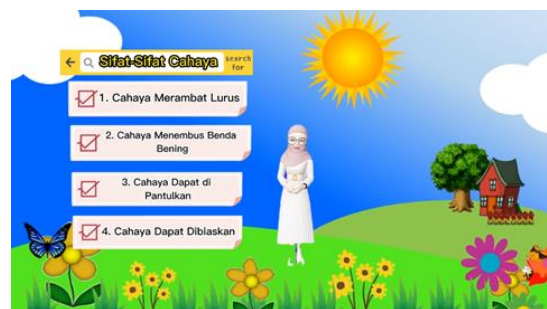 Sifat-Sifat Cahaya
search
for
1. Cahaya Merambat Lurus
2. Cahaya Menembus Benda
Bening
3. Cahaya Dapat di
Pantulkan
4. Cahaya Dapat Dibiaskan